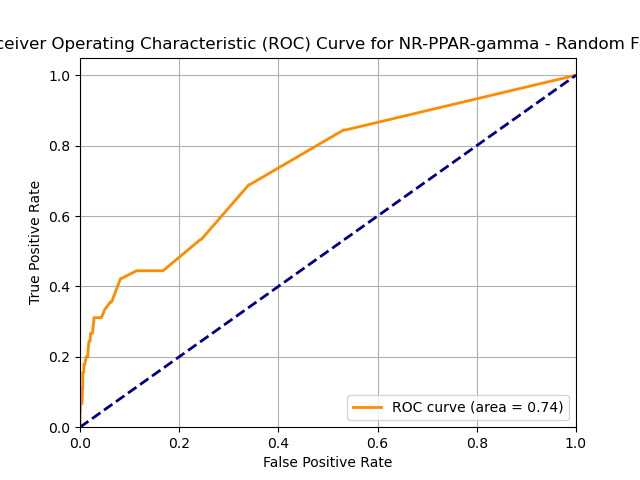 ceiver Operating Characteristic (ROC) Curve for NR-PPAR-gamma - Random F
1.0
0.8
0.6
0.4
0.2
0.0
True Positive Rate
ROC curve (area = 0.74)
0.0 0.2 0.4 0.6 0.8 1.0
False Positive Rate